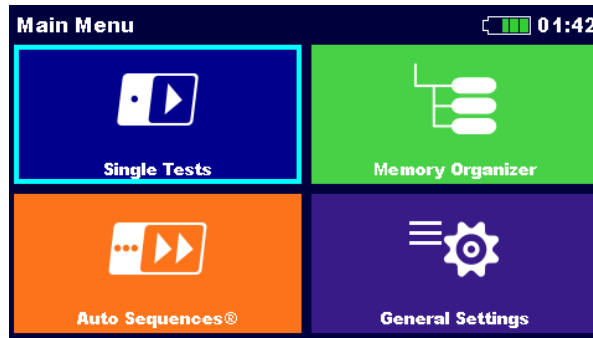 Main Menu 01:42
Single Tests Memory Organizer
Auto Sequences® General Settings